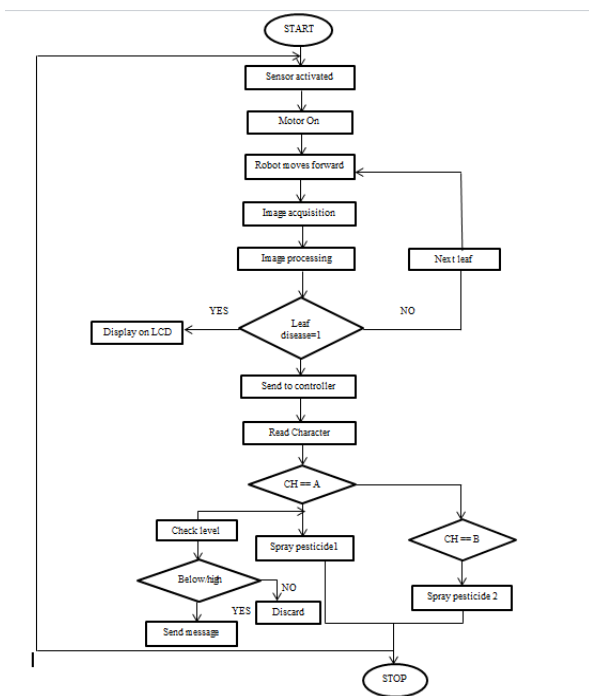 START
Sensor activated
Motor On
Robot moves forward
Image acquisition
Image processing
Next leaf
YES
NO
Leaf
disease=1
Display on LCD
Send to controller
Read Character
CH == A
CH == B
Check level
Spray pesticide1
Below/high
NO
Spray pesticide 2
YES
Discard
Send message
STOP